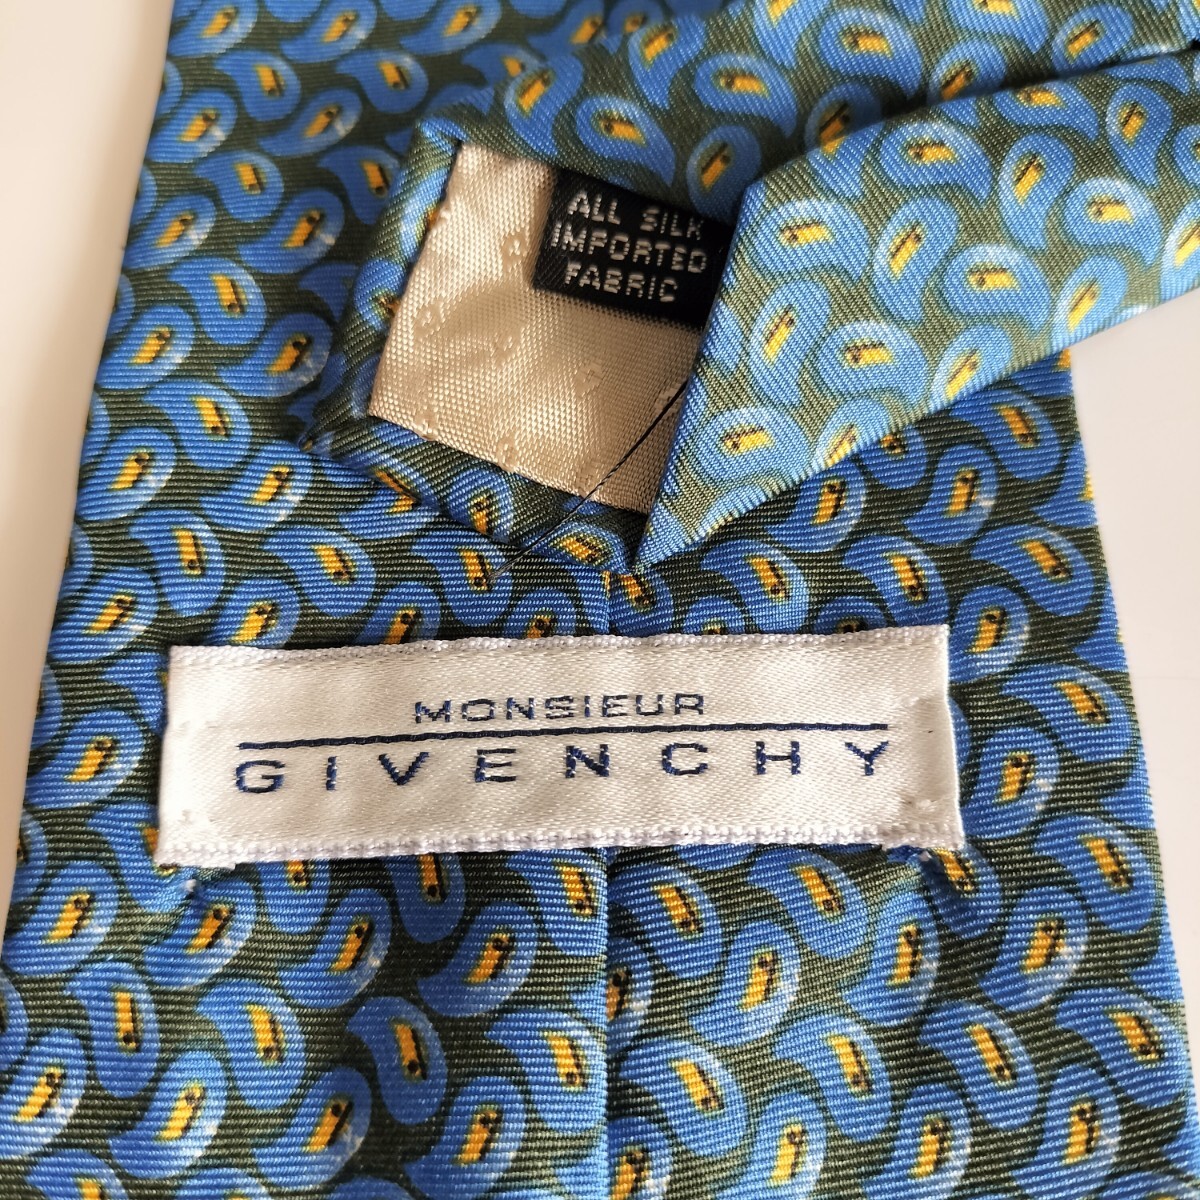 ALL SILK
IMPORTED
FABRIC
MONSIEUR
GIVENCHY